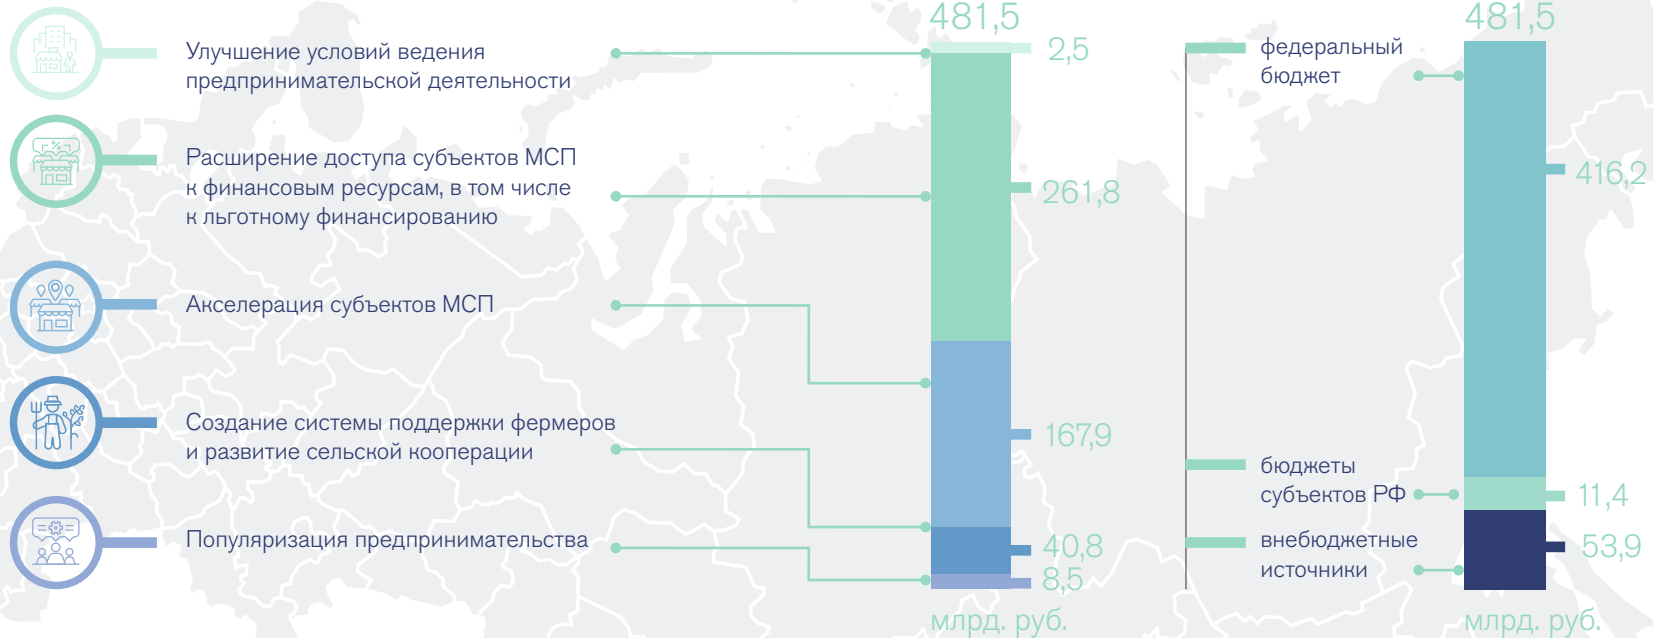 Улучшение условий ведения
предпринимательской деятельности
Расширение доступа субъектов МСП
к финансовым ресурсам, в том числе
к льготному финансированию
Акселерация субъектов МСП
Создание системы поддержки фермеров
и развитие сельской кооперации
Популяризация предпринимательства
481,5
2,5
261,8
167,9
40,8
8,5
млрд. руб.
федеральный
бюджет
бюджеты
субъектов РФ
внебюджетные
источники
481,5
416,2
11,4
53,9
млрд. руб.